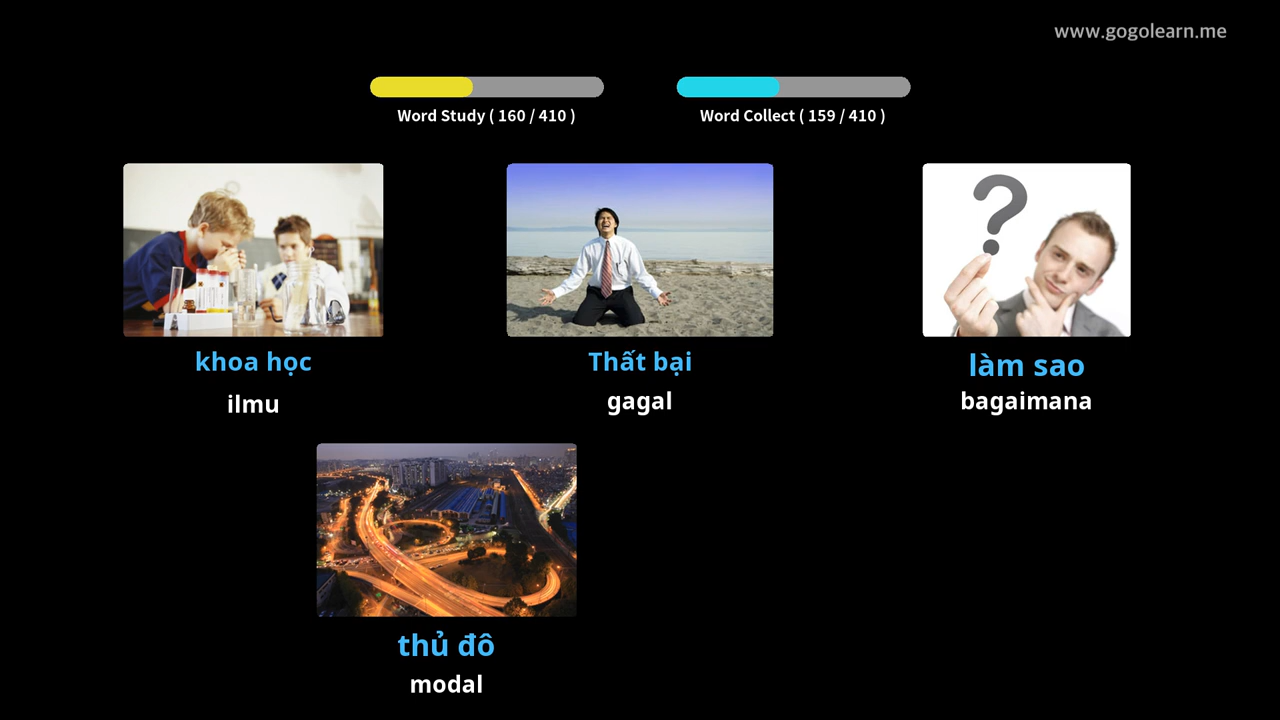 www.gogolearn.me
Word Study ( 160 / 410 )
Word Collect ( 159 / 410 )
khoa học
ilmu
Thất bại
gagal
làm sao
bagaimana
thủ đô
modal